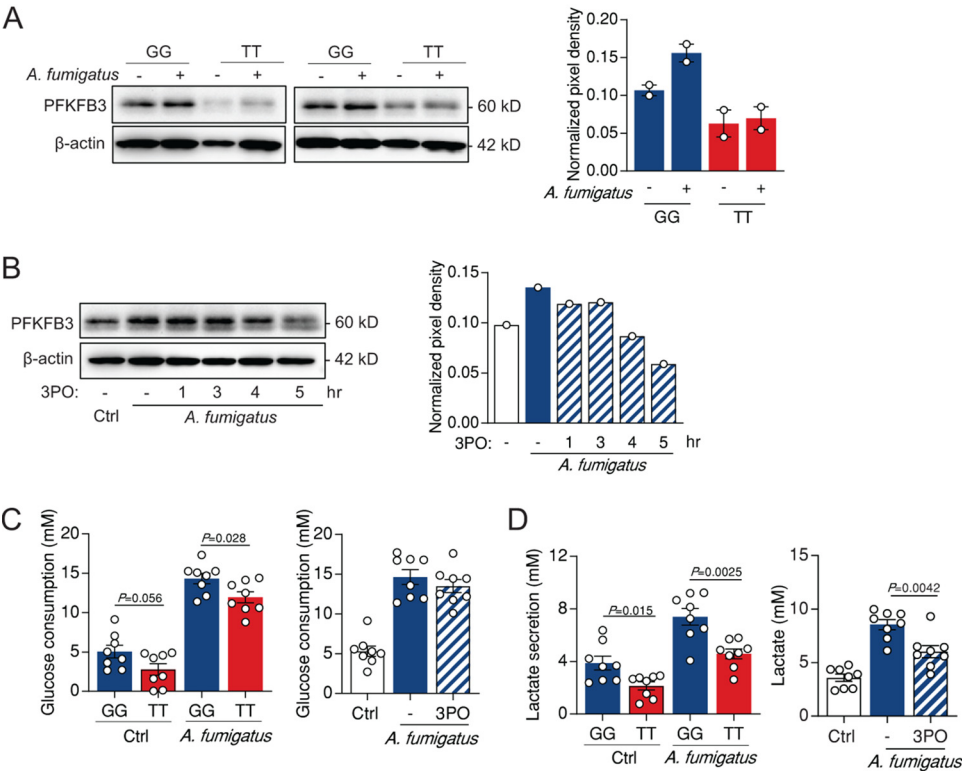 A
GG TT GG TT
A. fumigatus - + - + - + - +
PFKFB3
60 kD
β-actin
42 kD
Normalized pixel density
0.20
0.15
0.10
0.05
0.00
A. fumigatus - + - +
GG TT
B
PFKFB3
60 kD
β-actin
42 kD
3PO: - - 1 3 4 5 hr
Ctrl A. fumigatus
Normalized pixel density
0.15
0.10
0.05
0.00
3PO: - - 1 3 4 5 hr
A. fumigatus
C
Glucose consumption (mM)
20
15
10
5
0
P=0.056
P=0.028
GG TT GG TT
Ctrl A. fumigatus
Glucose consumption (mM)
20
15
10
5
0
Ctrl - 3PO
A. fumigatus
D
Lactate secretion (mM)
12
8
4
0
P=0.015
P=0.0025
GG TT GG TT
Ctrl A. fumigatus
Lactate (mM)
15
10
5
0
P=0.0042
Ctrl - 3PO
A. fumigatus